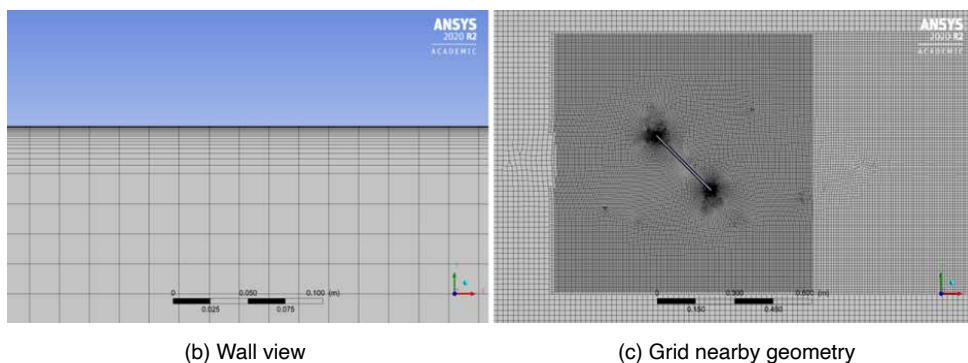 ANSYS
2020 R2
ACADEMIC
0 0.050 0.100 (m)
0.025 0.075
(b) Wall view
ANSYS
2020 R2
ACADEMIC
0 0.300 0.600 (m)
0.150 0.450
(c) Grid nearby geometry